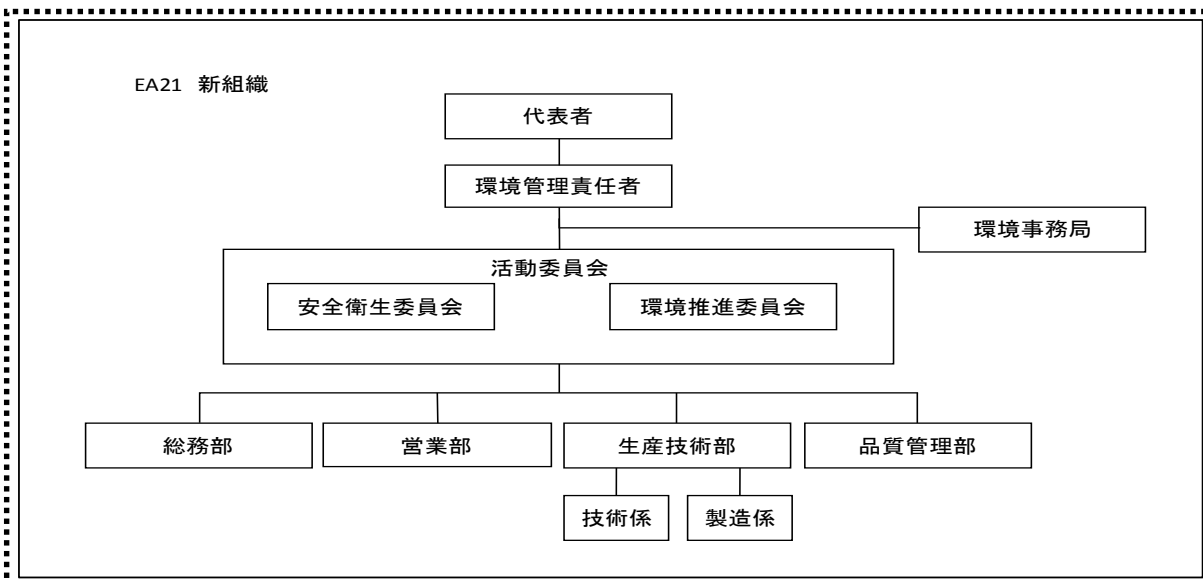 EA21 新組織
代表者
環境管理責任者
環境事務局
活動委員会
安全衛生委員会 環境推進委員会
総務部 営業部 生産技術部 品質管理部
技術係 製造係